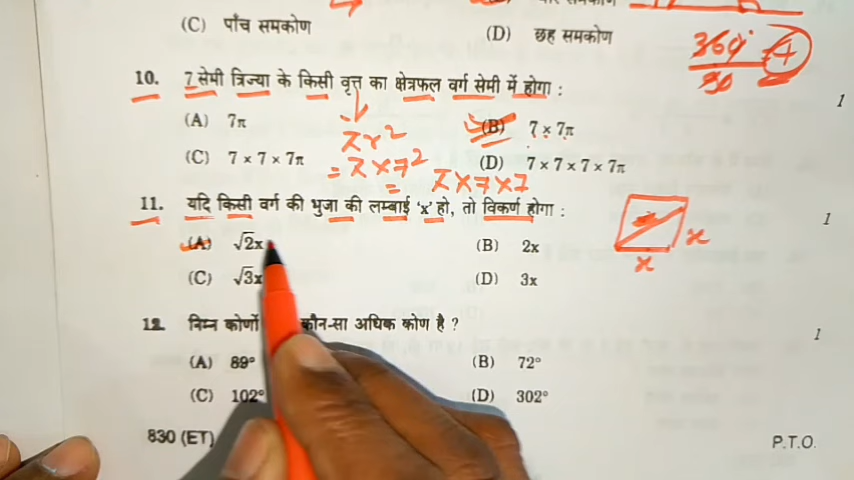 (C) पाँच समकोण
(D) छह समकोण
360°
90
4
10. 7 सेमी त्रिज्या के किसी वृत्त का क्षेत्रफल वर्ग सेमी में होगा :
1
(A) 7π
(B) 7 × 7π
πr²
(C) 7 × 7 × 7π
(D) 7 × 7 × 7 × 7π
= π×7²
= π×7×7
11. यदि किसी वर्ग की भुजा की लम्बाई 'x' हो, तो विकर्ण होगा :
1
(A) √2x
(B) 2x
(C) √3x
(D) 3x
x
x
12. निम्न कोणों कौन-सा अधिक कोण है ?
1
(A) 89°
(B) 72°
(C) 102°
(D) 302°
830 (ET)
P.T.O.